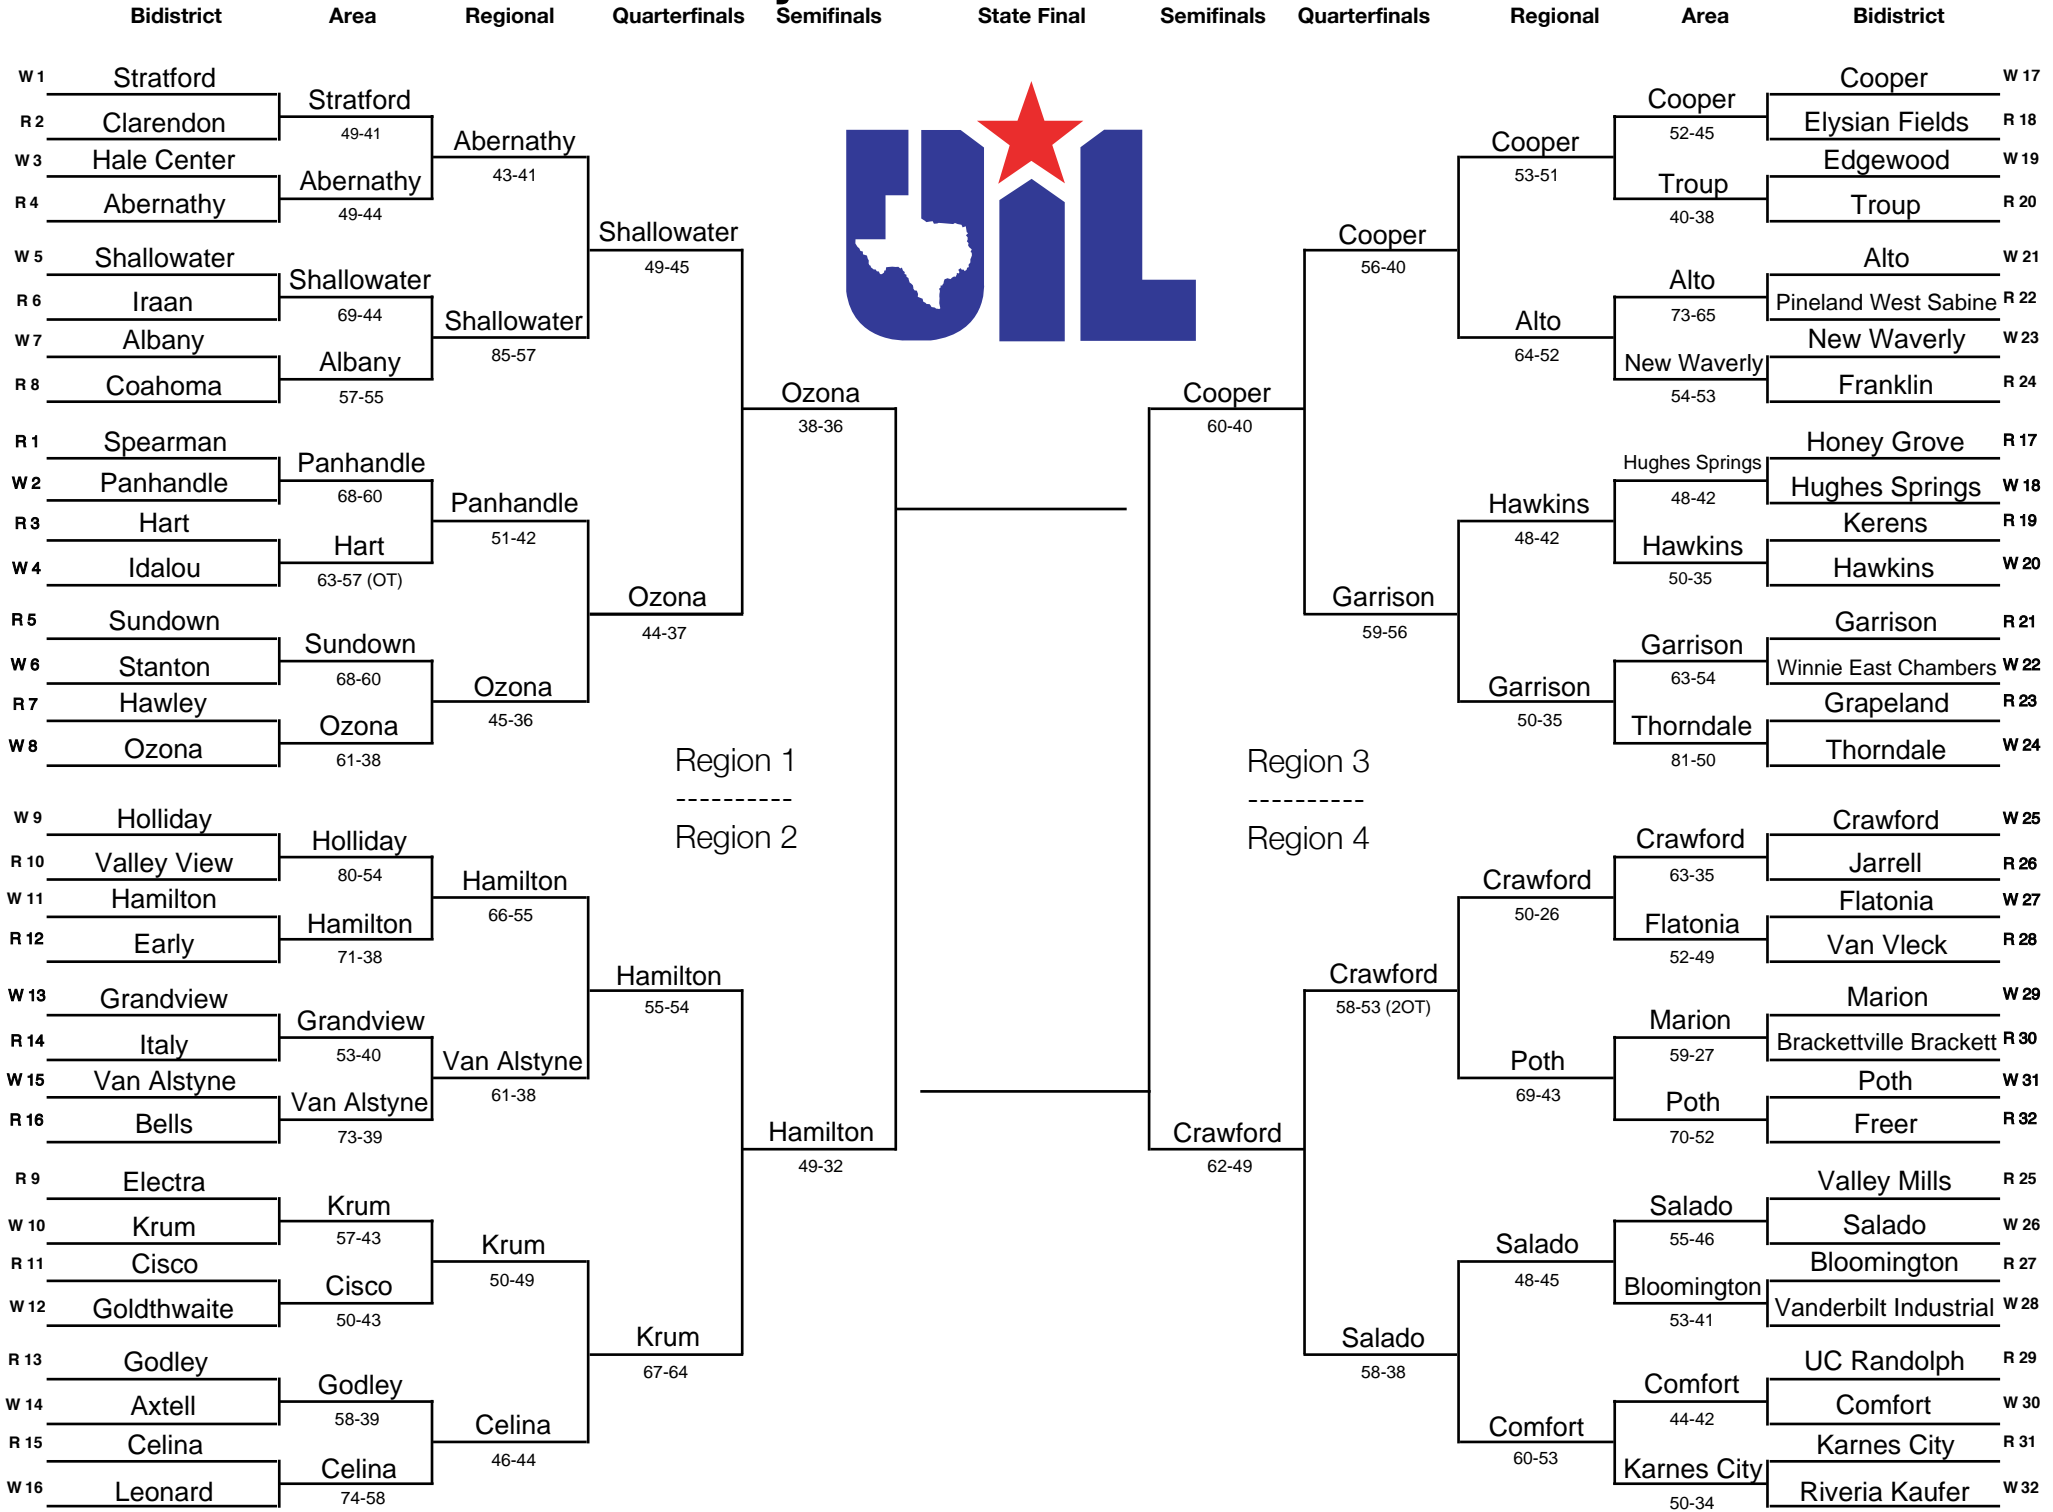 Bidistrict Area Regional Quarterfinals Semifinals State Final Semifinals Quarterfinals Regional Area Bidistrict
W 1 Stratford
R 2 Clarendon
W 3 Hale Center
R 4 Abernathy
W 5 Shallowater
R 6 Iraan
W 7 Albany
R 8 Coahoma
R 1 Spearman
W 2 Panhandle
R 3 Hart
W 4 Idalou
R 5 Sundown
W 6 Stanton
R 7 Hawley
W 8 Ozona
W 9 Holliday
R 10 Valley View
W 11 Hamilton
R 12 Early
W 13 Grandview
R 14 Italy
W 15 Van Alstyne
R 16 Bells
R 9 Electra
W 10 Krum
R 11 Cisco
W 12 Goldthwaite
R 13 Godley
W 14 Axtell
R 15 Celina
W 16 Leonard
Stratford
49-41
Abernathy
49-44
Shallowater
69-44
Albany
57-55
Panhandle
68-60
Hart
63-57 (OT)
Sundown
68-60
Ozona
61-38
Holliday
80-54
Hamilton
71-38
Grandview
53-40
Van Alstyne
73-39
Krum
57-43
Cisco
50-43
Godley
58-39
Celina
74-58
Abernathy
43-41
Shallowater
85-57
Panhandle
51-42
Ozona
45-36
Hamilton
66-55
Van Alstyne
61-38
Krum
50-49
Celina
46-44
Shallowater
49-45
Ozona
44-37
Region 1
----------
Region 2
Hamilton
55-54
Krum
67-64
Ozona
38-36
Hamilton
49-32
UIL
Cooper
60-40
Crawford
62-49
Cooper
56-40
Garrison
59-56
Region 3
----------
Region 4
Crawford
58-53 (2OT)
Salado
58-38
Cooper
53-51
Alto
64-52
Hawkins
48-42
Garrison
50-35
Crawford
50-26
Poth
69-43
Salado
48-45
Comfort
60-53
Cooper
52-45
Troup
40-38
Alto
73-65
New Waverly
54-53
Hughes Springs
48-42
Hawkins
50-35
Garrison
63-54
Thorndale
81-50
Crawford
63-35
Flatonia
52-49
Marion
59-27
Poth
70-52
Salado
55-46
Bloomington
53-41
Comfort
44-42
Karnes City
50-34
Cooper W 17
Elysian Fields R 18
Edgewood W 19
Troup R 20
Alto W 21
Pineland West Sabine R 22
New Waverly W 23
Franklin R 24
Honey Grove R 17
Hughes Springs W 18
Kerens R 19
Hawkins W 20
Garrison R 21
Winnie East Chambers W 22
Grapeland R 23
Thorndale W 24
Crawford W 25
Jarrell R 26
Flatonia W 27
Van Vleck R 28
Marion W 29
Brackettville Brackett R 30
Poth W 31
Freer R 32
Valley Mills R 25
Salado W 26
Bloomington R 27
Vanderbilt Industrial W 28
UC Randolph R 29
Comfort W 30
Karnes City R 31
Riveria Kaufer W 32